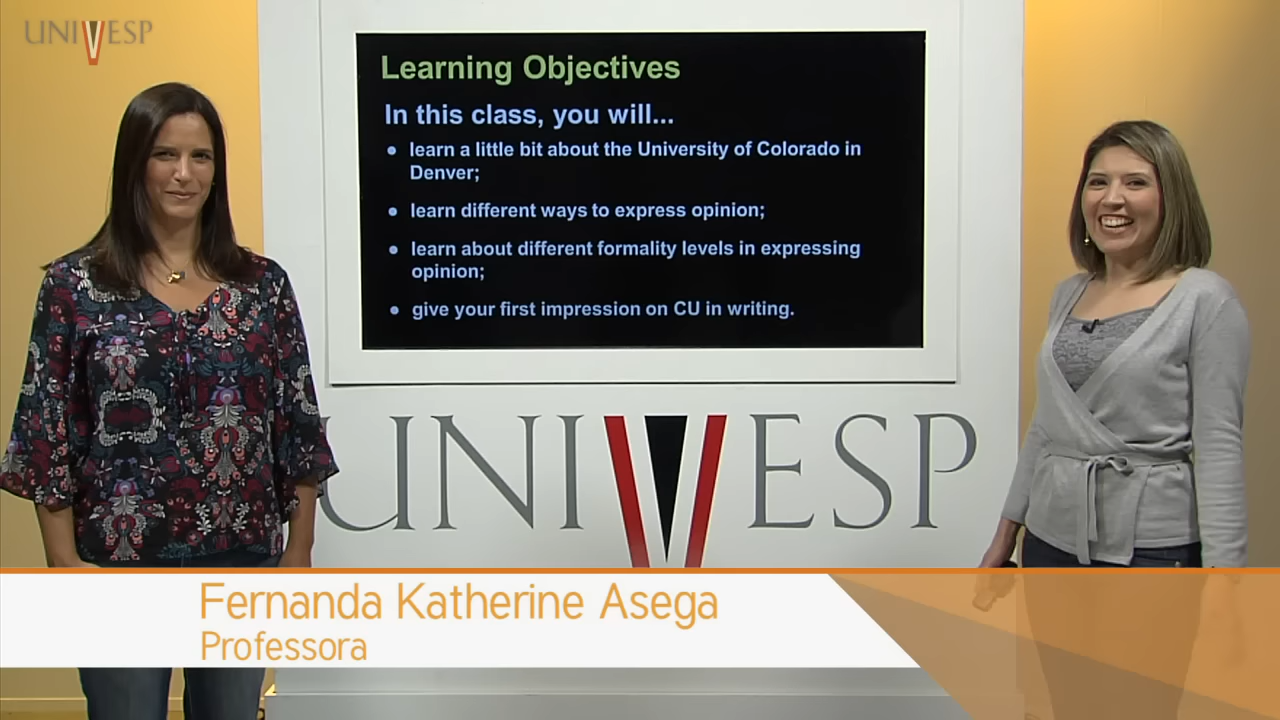 UNIVESP
Learning Objectives
In this class, you will...
• learn a little bit about the University of Colorado in
Denver;
• learn different ways to express opinion;
• learn about different formality levels in expressing
opinion;
• give your first impression on CU in writing.
UNIVESP
Fernanda Katherine Asega
Professora